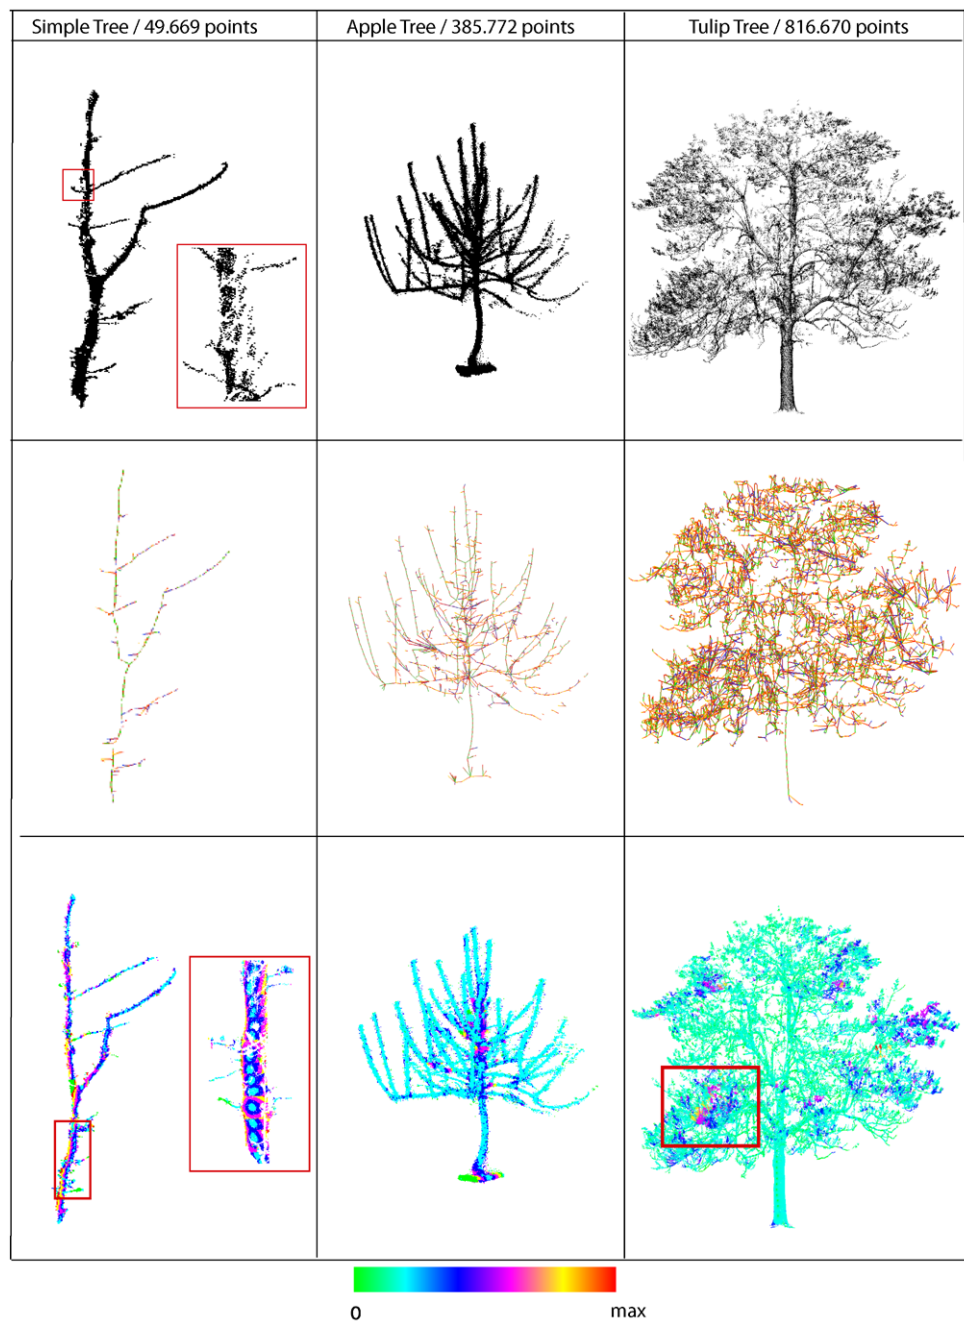 Simple Tree / 49.669 points
Apple Tree / 385.772 points
Tulip Tree / 816.670 points
0
max